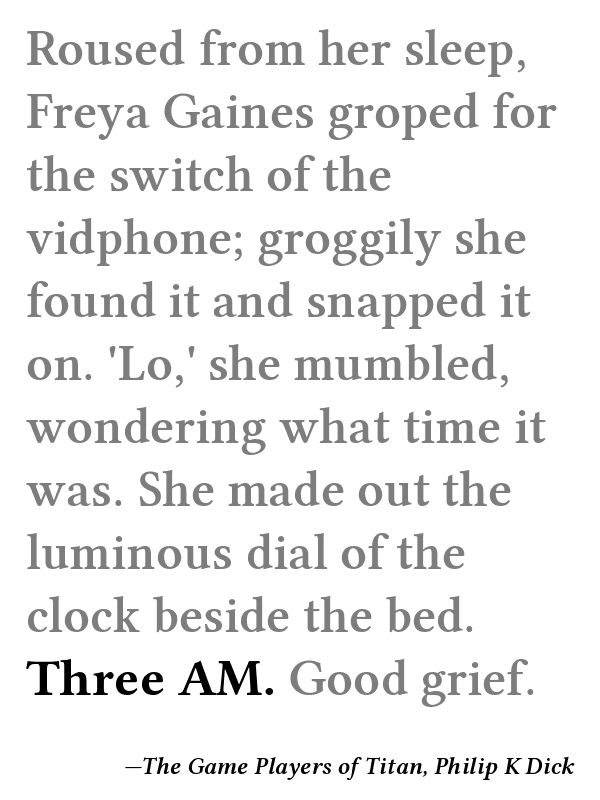 Roused from her sleep,
Freya Gaines groped for
the switch of the
vidphone; groggily she
found it and snapped it
on. 'Lo,' she mumbled,
wondering what time it
was. She made out the
luminous dial of the
clock beside the bed.
Three AM. Good grief.
—The Game Players of Titan, Philip K Dick